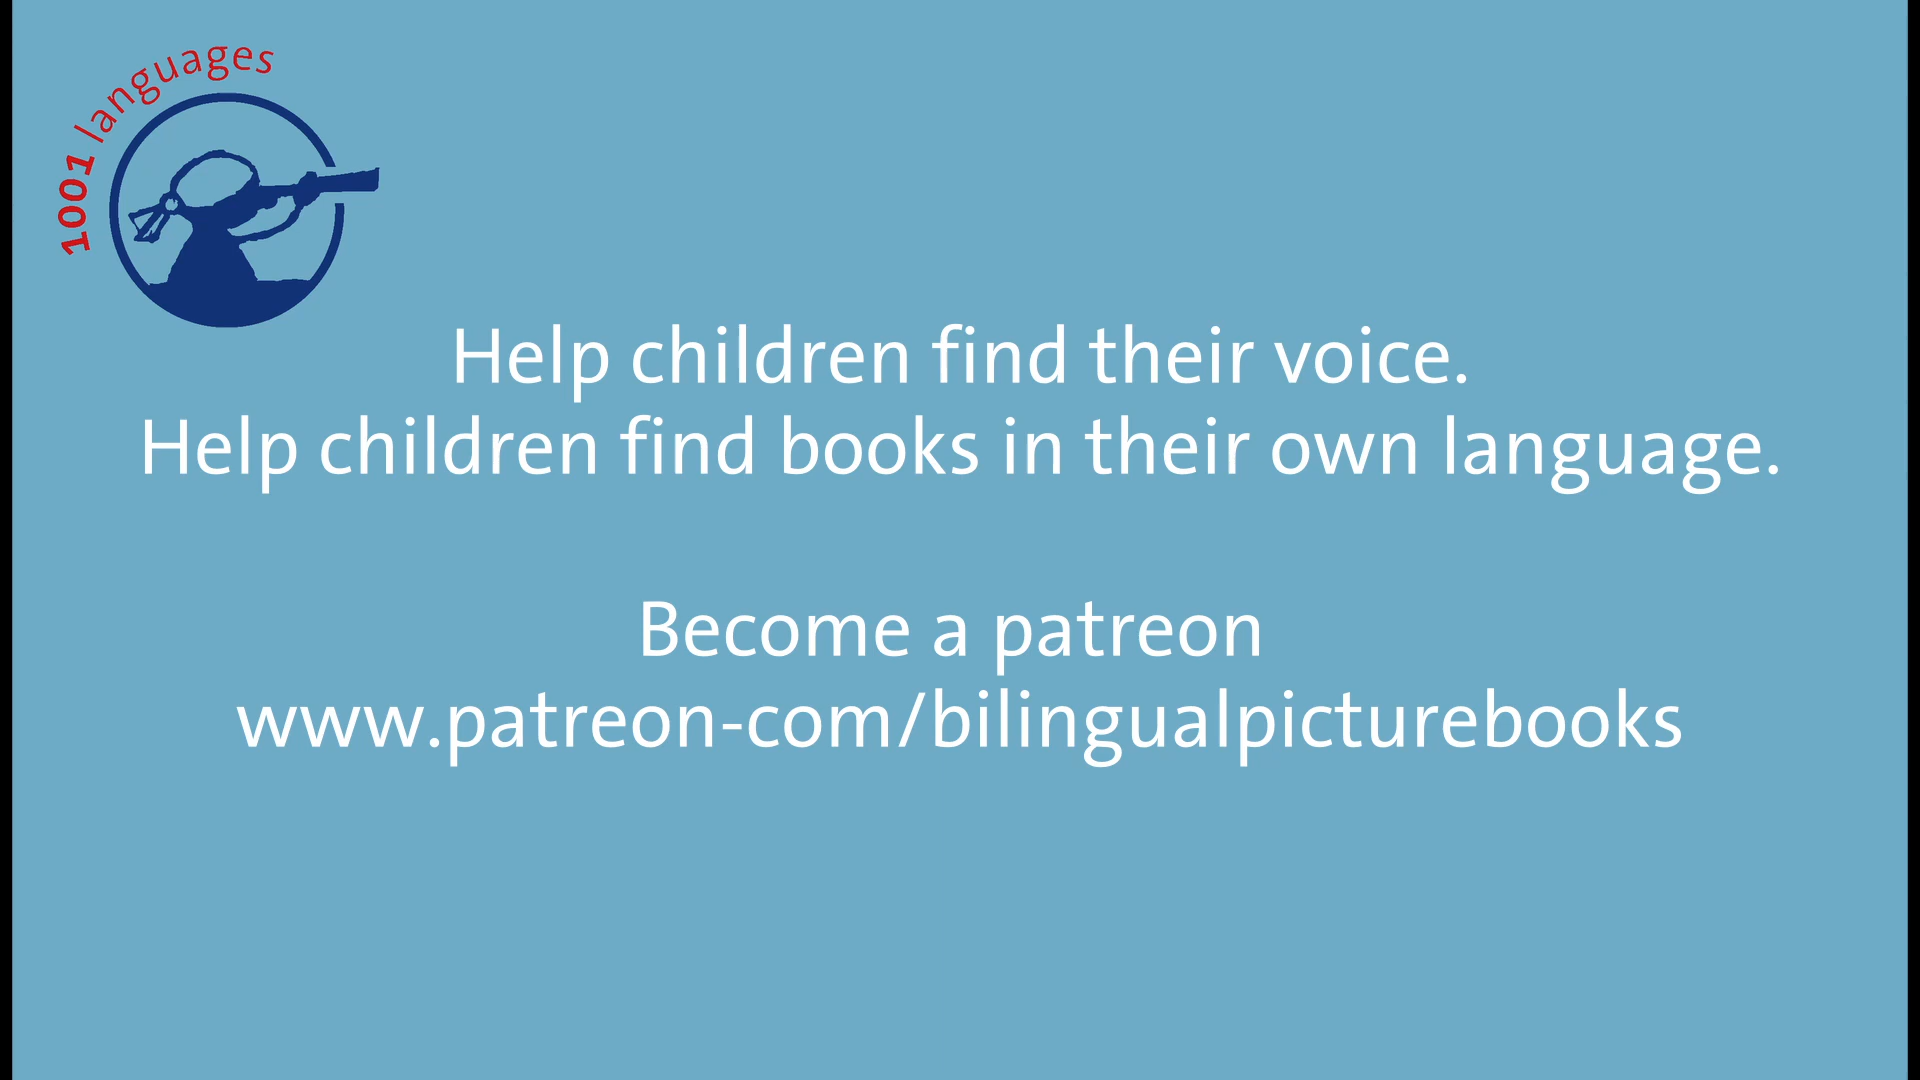 1001 languages
Help children find their voice.
Help children find books in their own language.
Become a patreon
www.patreon-com/bilingualpicturebooks